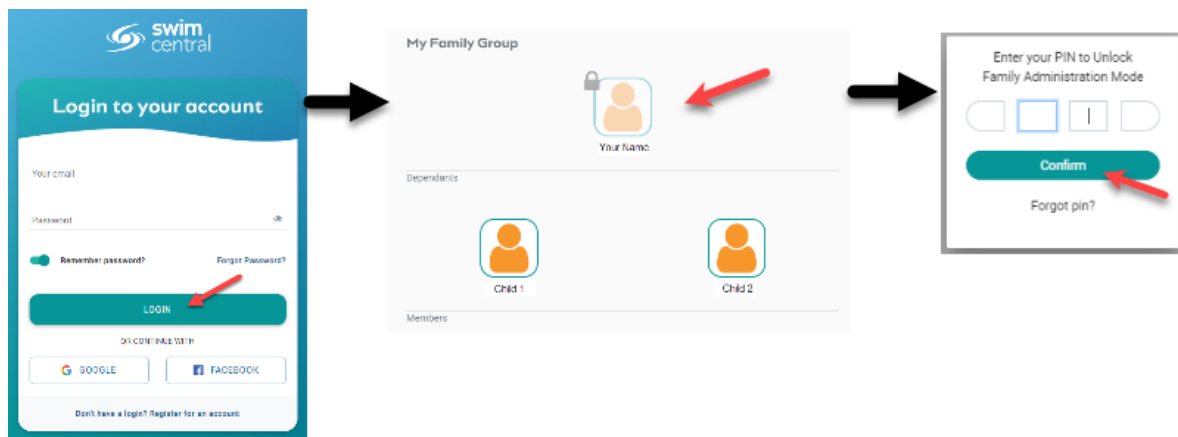 swim
central
Login to your account
Your email
Password
Remember password?
Forgot Password?
LOGIN
OR CONTINUE WITH
GOOGLE
FACEBOOK
Don't have a login? Register for an account
My Family Group
Your Name
Dependants
Child 1
Child 2
Members
Enter your PIN to Unlock
Family Administration Mode
Confirm
Forgot pin?